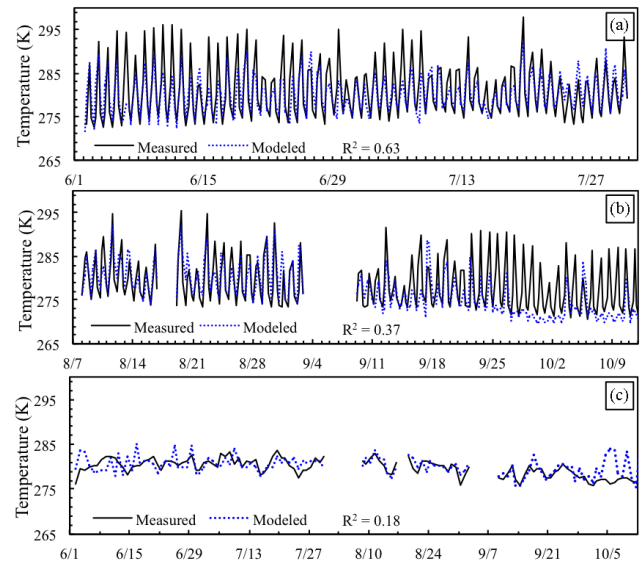 (a)
Temperature (K)
295
285
275
265
Measured
Modeled
R² = 0.63
6/1
6/15
6/29
7/13
7/27
(b)
Temperature (K)
295
285
275
265
Measured
Modeled
R² = 0.37
8/7
8/14
8/21
8/28
9/4
9/11
9/18
9/25
10/2
10/9
(c)
Temperature (K)
295
285
275
265
Measured
Modeled
R² = 0.18
6/1
6/15
6/29
7/13
7/27
8/10
8/24
9/7
9/21
10/5